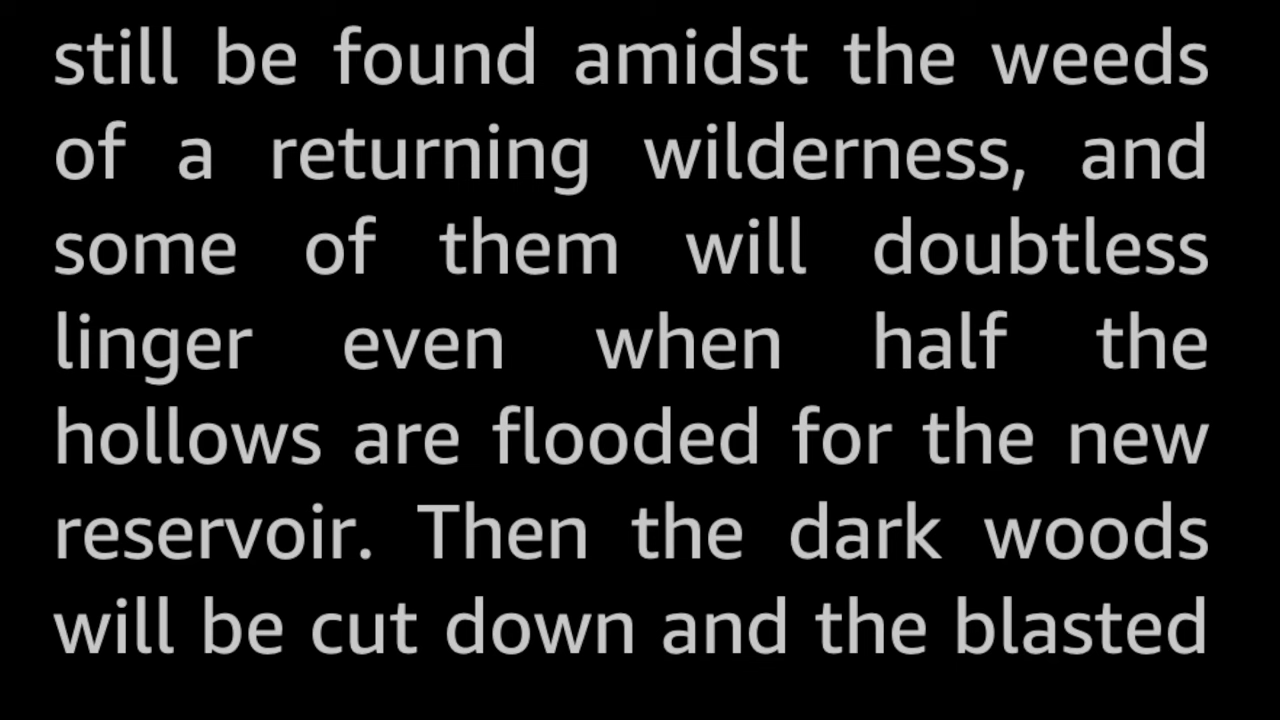 still be found amidst the weeds
of a returning wilderness, and
some of them will doubtless
linger even when half the
hollows are flooded for the new
reservoir. Then the dark woods
will be cut down and the blasted